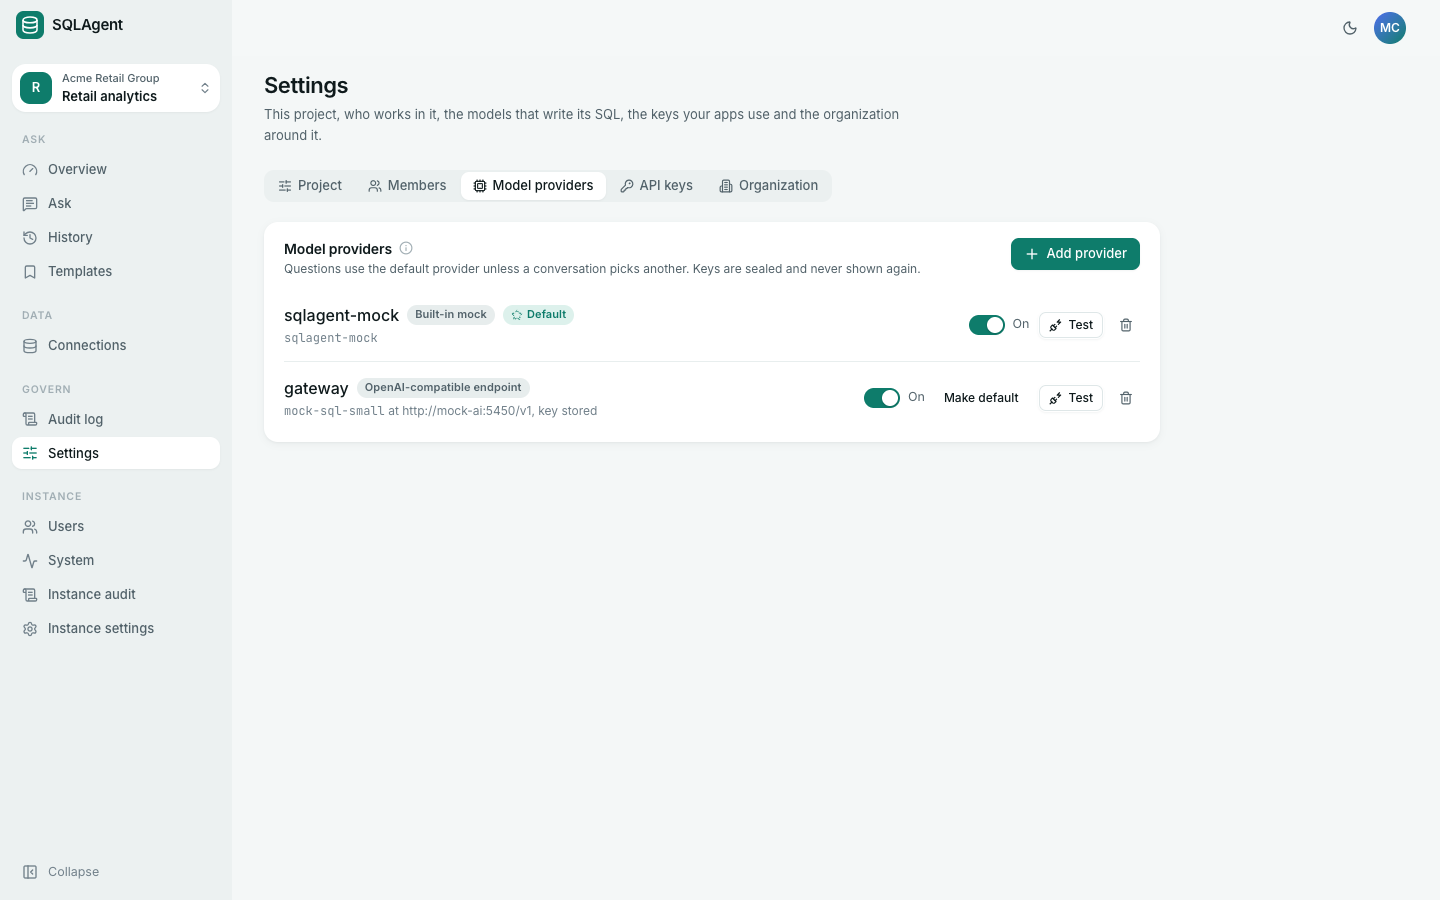 SQLAgent
MC
R
Acme Retail Group
Retail analytics
ASK
Overview
Ask
History
Templates
DATA
Connections
GOVERN
Audit log
Settings
INSTANCE
Users
System
Instance audit
Instance settings
Collapse
Settings
This project, who works in it, the models that write its SQL, the keys your apps use and the organization
around it.
Project
Members
Model providers
API keys
Organization
Model providers
Questions use the default provider unless a conversation picks another. Keys are sealed and never shown again.
Add provider
sqlagent-mock Built-in mock Default
sqlagent-mock
On Test
gateway OpenAI-compatible endpoint
mock-sql-small at http://mock-ai:5450/v1, key stored
On Make default Test